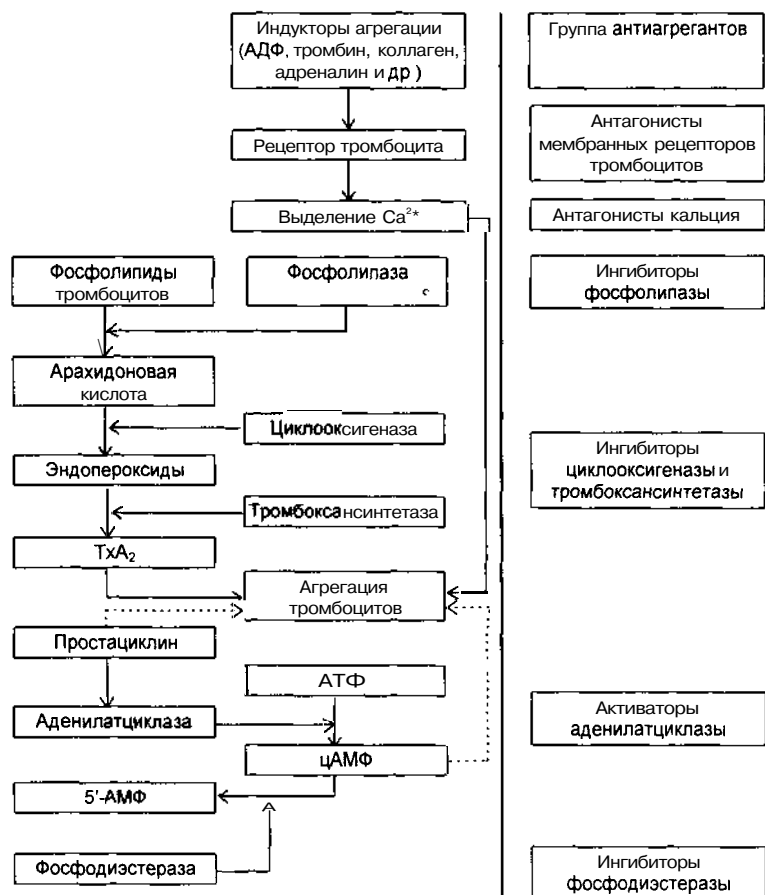 Индукторы агрегации
(АДФ, тромбин, коллаген,
адреналин и др )
Рецептор тромбоцита
Выделение Ca²*
Фосфолипиды
тромбоцитов
Фосфолипаза
с
Арахидоновая
кислота
Циклооксигеназа
Эндопероксиды
Тромбоксансинтетаза
TxA₂
Агрегация
тромбоцитов
Простациклин
АТФ
Аденилатциклаза
цАМФ
5'-АМФ
Фосфодиэстераза
Группа антиагрегантов
Антагонисты
мембранных рецепторов
тромбоцитов
Антагонисты кальция
Ингибиторы
фосфолипазы
Ингибиторы
циклооксигеназы и
тромбоксансинтетазы
Активаторы
аденилатциклазы
Ингибиторы
фосфодиэстеразы